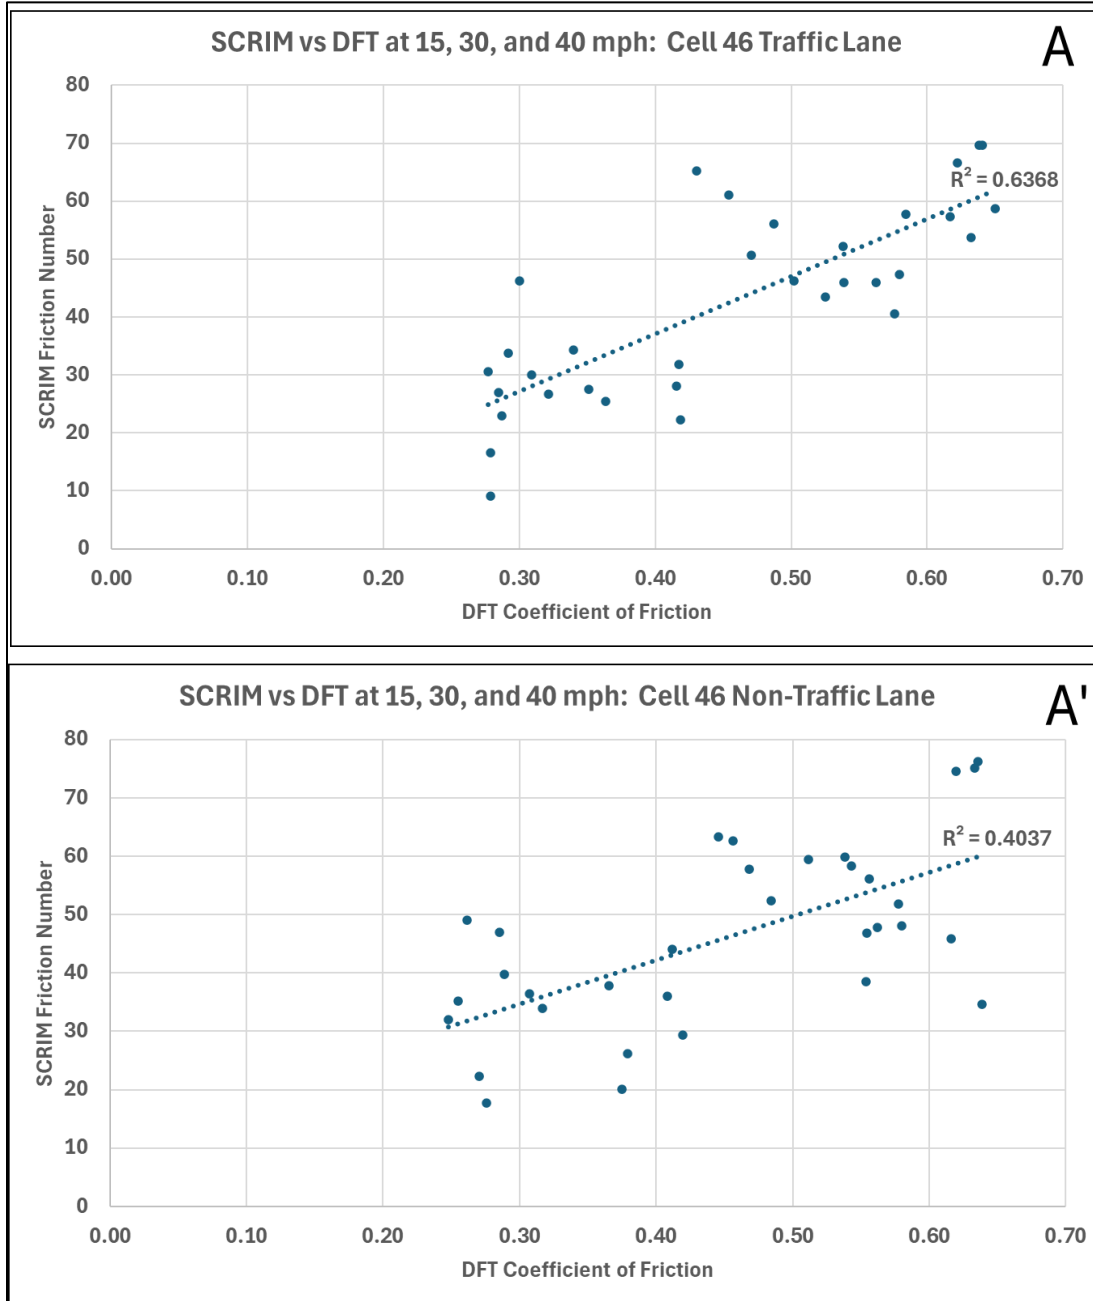 SCRIM vs DFT at 15, 30, and 40 mph:  Cell 46 Traffic Lane
A
80
70
60
50
40
30
20
10
0
SCRIM Friction Number
R² = 0.6368
0.00 0.10 0.20 0.30 0.40 0.50 0.60 0.70
DFT Coefficient of Friction
SCRIM vs DFT at 15, 30, and 40 mph:  Cell 46 Non-Traffic Lane
A'
80
70
60
50
40
30
20
10
0
SCRIM Friction Number
R² = 0.4037
0.00 0.10 0.20 0.30 0.40 0.50 0.60 0.70
DFT Coefficient of Friction